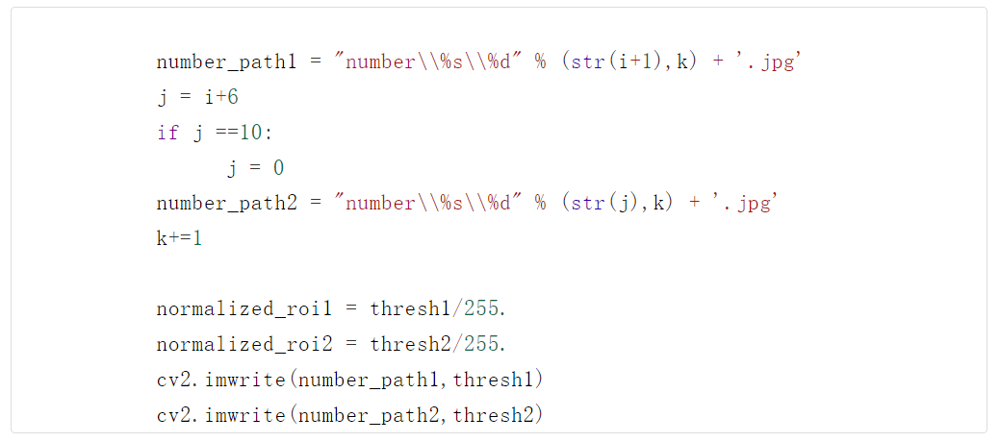 number_path1 = "number\\%s\\%d" % (str(i+1),k) + '.jpg'
j = i+6
if j ==10:
j = 0
number_path2 = "number\\%s\\%d" % (str(j),k) + '.jpg'
k+=1
normalized_roi1 = thresh1/255.
normalized_roi2 = thresh2/255.
cv2.imwrite(number_path1,thresh1)
cv2.imwrite(number_path2,thresh2)